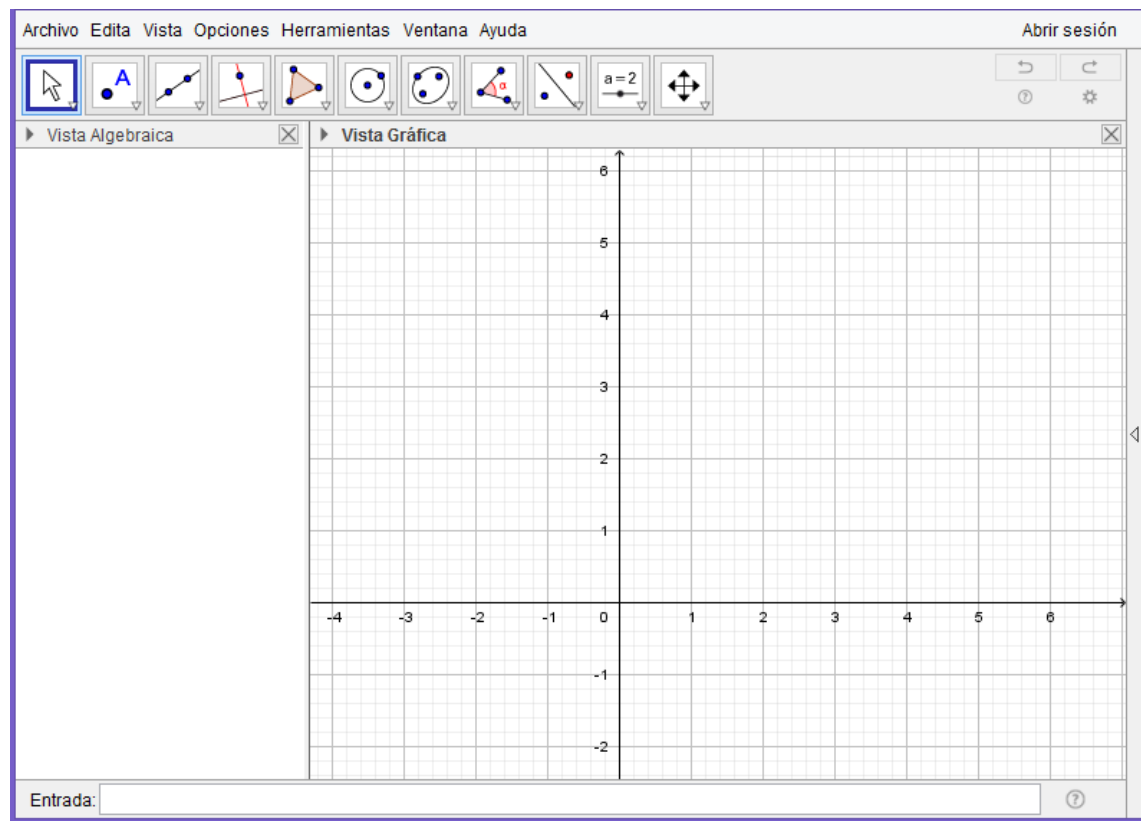 Archivo Edita Vista Opciones Herramientas Ventana Ayuda Abrir sesión
A α a=2
Vista Algebraica Vista Gráfica
6
5
4
3
2
1
-4 -3 -2 -1 0 1 2 3 4 5 6
-1
-2
Entrada: